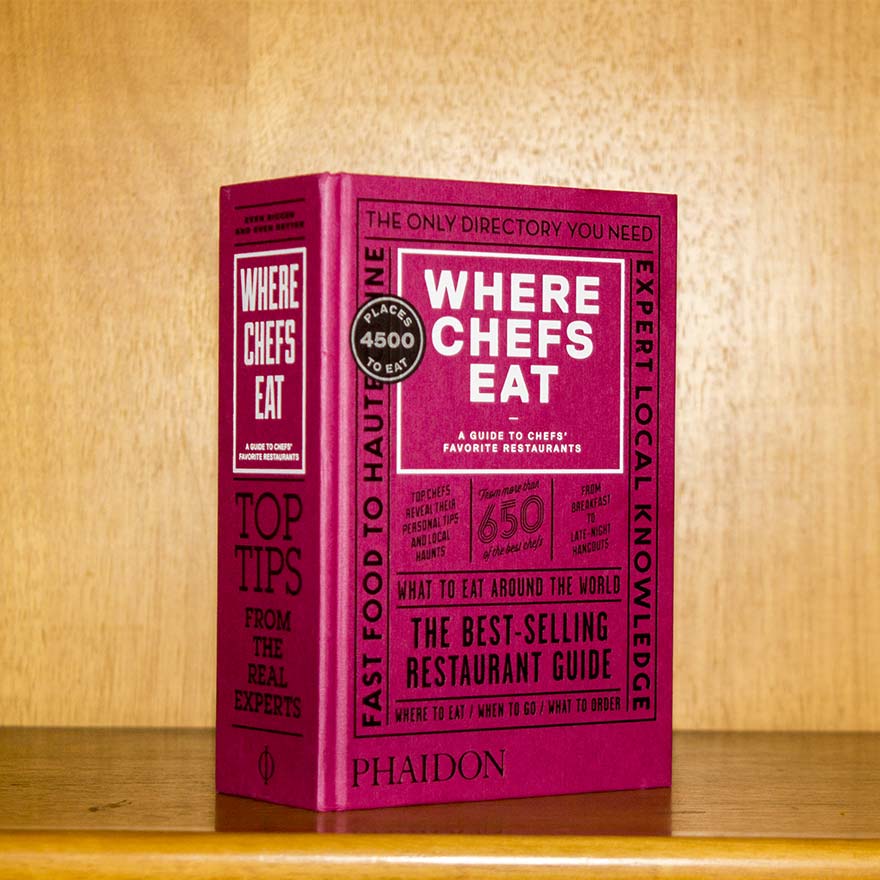 EVEN BIGGER
AND EVEN BETTER
WHERE
CHEFS
EAT
A GUIDE TO CHEFS'
FAVORITE RESTAURANTS
TOP
TIPS
FROM
THE
REAL
EXPERTS
THE ONLY DIRECTORY YOU NEED
FAST FOOD TO HAUTE
PLACES
4500
TO EAT
WHERE
CHEFS
EAT
A GUIDE TO CHEFS'
FAVORITE RESTAURANTS
EXPERT LOCAL KNOWLEDGE
TOP CHEFS
REVEAL THEIR
PERSONAL TIPS
AND LOCAL
HAUNTS
From more than
650
of the best chefs
FROM
BREAKFAST
TO
LATE-NIGHT
HANGOUTS
WHAT TO EAT AROUND THE WORLD
THE BEST-SELLING
RESTAURANT GUIDE
WHERE TO EAT / WHEN TO GO / WHAT TO ORDER
PHAIDON